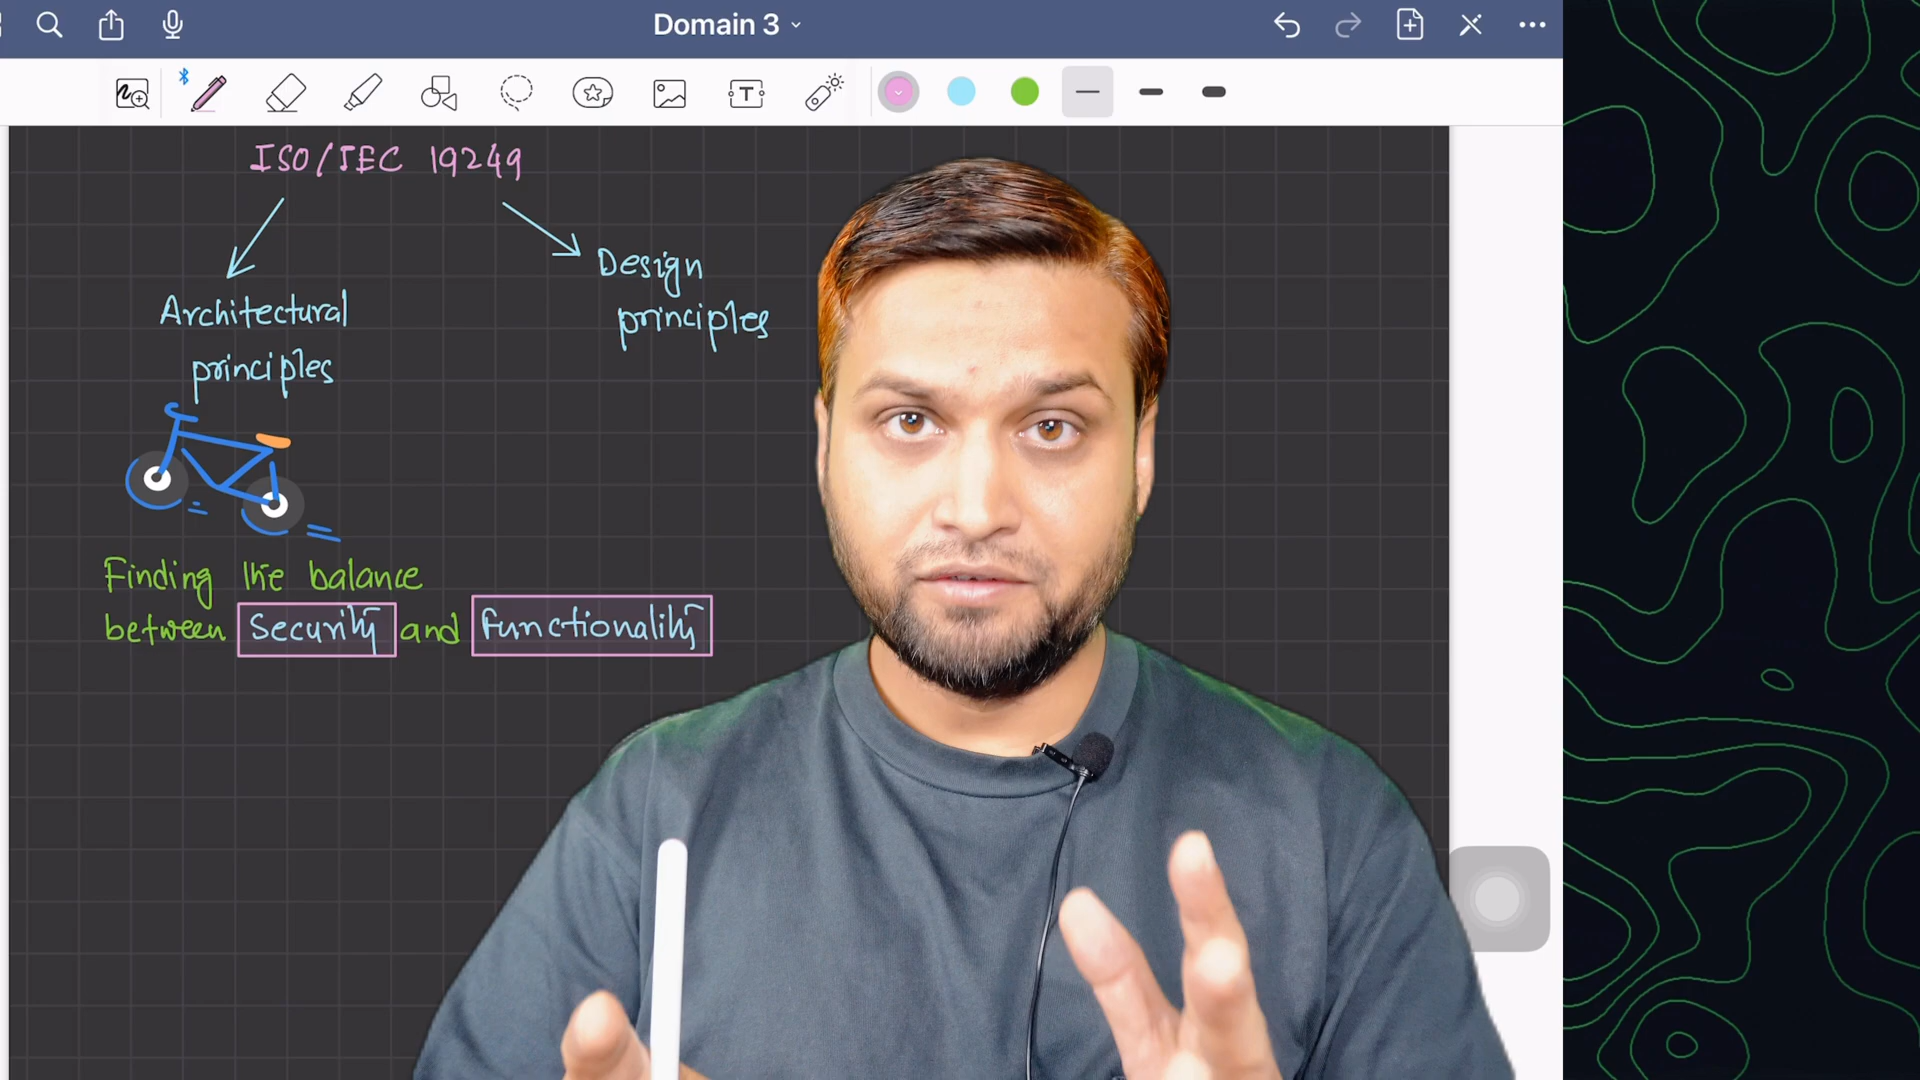 Domain 3
T
ISO/IEC 19249
Architectural
principles
Design
principles
Finding the balance
between Security and Functionality